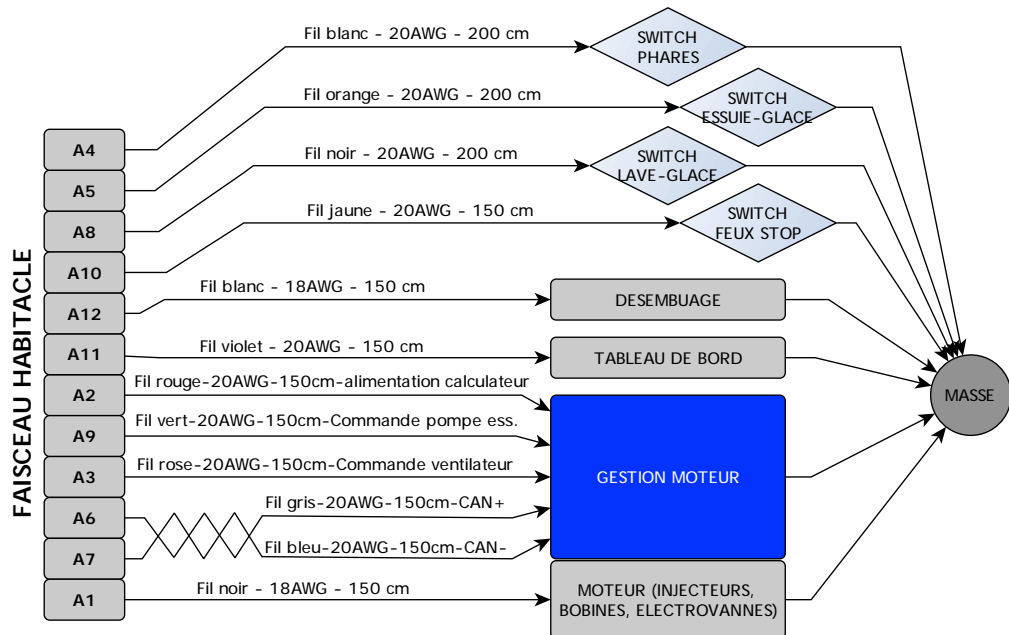 FAISCEAU HABITACLE
A4
Fil blanc - 20AWG - 200 cm
SWITCH
PHARES
A5
Fil orange - 20AWG - 200 cm
SWITCH
ESSUIE-GLACE
A8
Fil noir - 20AWG - 200 cm
SWITCH
LAVE-GLACE
A10
Fil jaune - 20AWG - 150 cm
SWITCH
FEUX STOP
A12
Fil blanc - 18AWG - 150 cm
DESEMBUAGE
A11
Fil violet - 20AWG - 150 cm
TABLEAU DE BORD
A2
Fil rouge-20AWG-150cm-alimentation calculateur
A9
Fil vert-20AWG-150cm-Commande pompe ess.
A3
Fil rose-20AWG-150cm-Commande ventilateur
GESTION MOTEUR
A6
Fil gris-20AWG-150cm-CAN+
A7
Fil bleu-20AWG-150cm-CAN-
A1
Fil noir - 18AWG - 150 cm
MOTEUR (INJECTEURS,
BOBINES, ELECTROVANNES)
MASSE